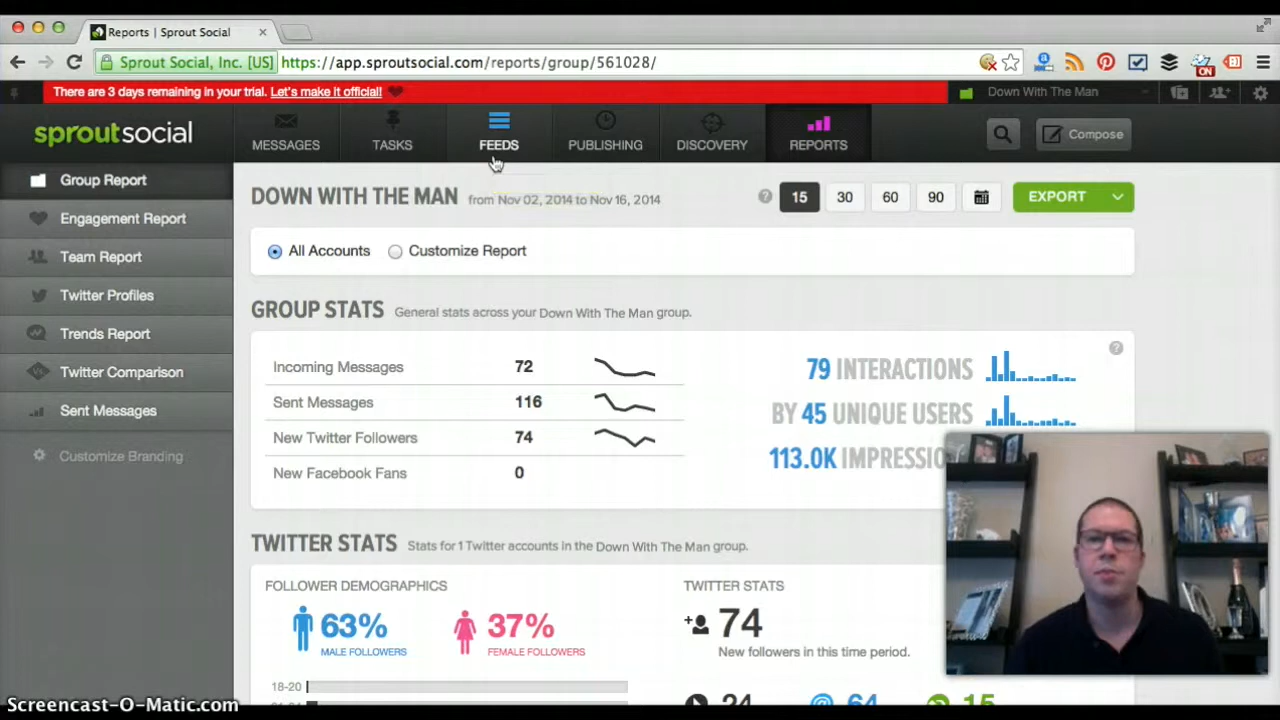 Reports | Sprout Social
Sprout Social, Inc. [US] https://app.sproutsocial.com/reports/group/561028/
ON
There are 3 days remaining in your trial. Let's make it official!
Down With The Man
sproutsocial
MESSAGES
TASKS
FEEDS
PUBLISHING
DISCOVERY
REPORTS
Compose
Group Report
Engagement Report
Team Report
Twitter Profiles
Trends Report
Twitter Comparison
Sent Messages
Customize Branding
DOWN WITH THE MAN from Nov 02, 2014 to Nov 16, 2014
? 15 30 60 90 EXPORT
All Accounts Customize Report
GROUP STATS General stats across your Down With The Man group.
?
Incoming Messages 72
Sent Messages 116
New Twitter Followers 74
New Facebook Fans 0
79 INTERACTIONS
BY 45 UNIQUE USERS
113.0K IMPRESSIO
TWITTER STATS Stats for 1 Twitter accounts in the Down With The Man group.
FOLLOWER DEMOGRAPHICS
63% MALE FOLLOWERS
37% FEMALE FOLLOWERS
18-20
TWITTER STATS
74
New followers in this time period.
24 64 15
Screencast-O-Matic.com